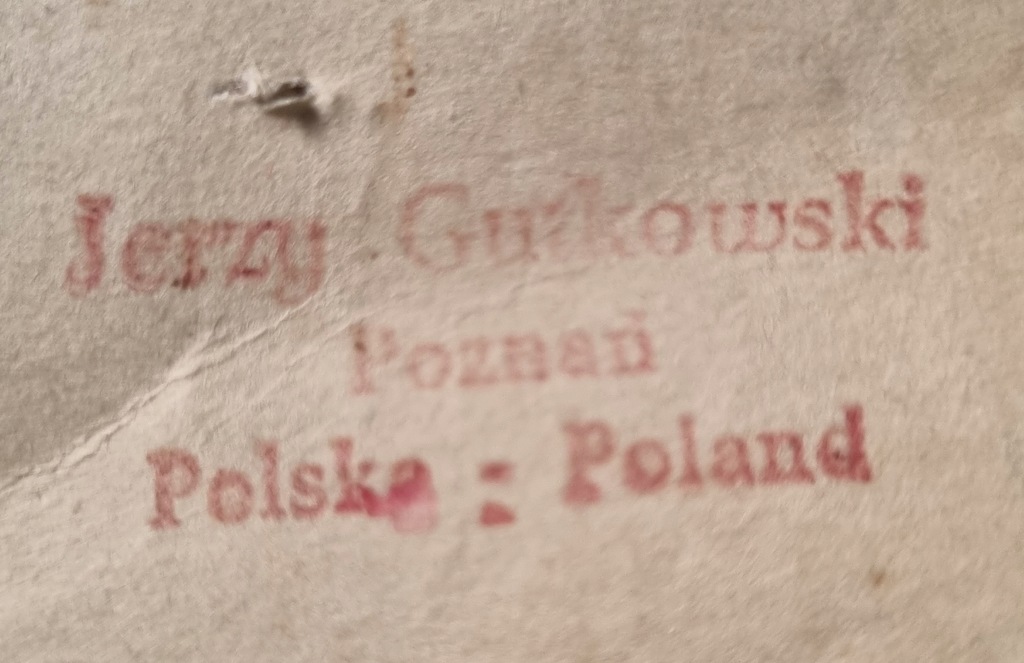 Jerzy Gutkowski
Poznań
Polska : Poland